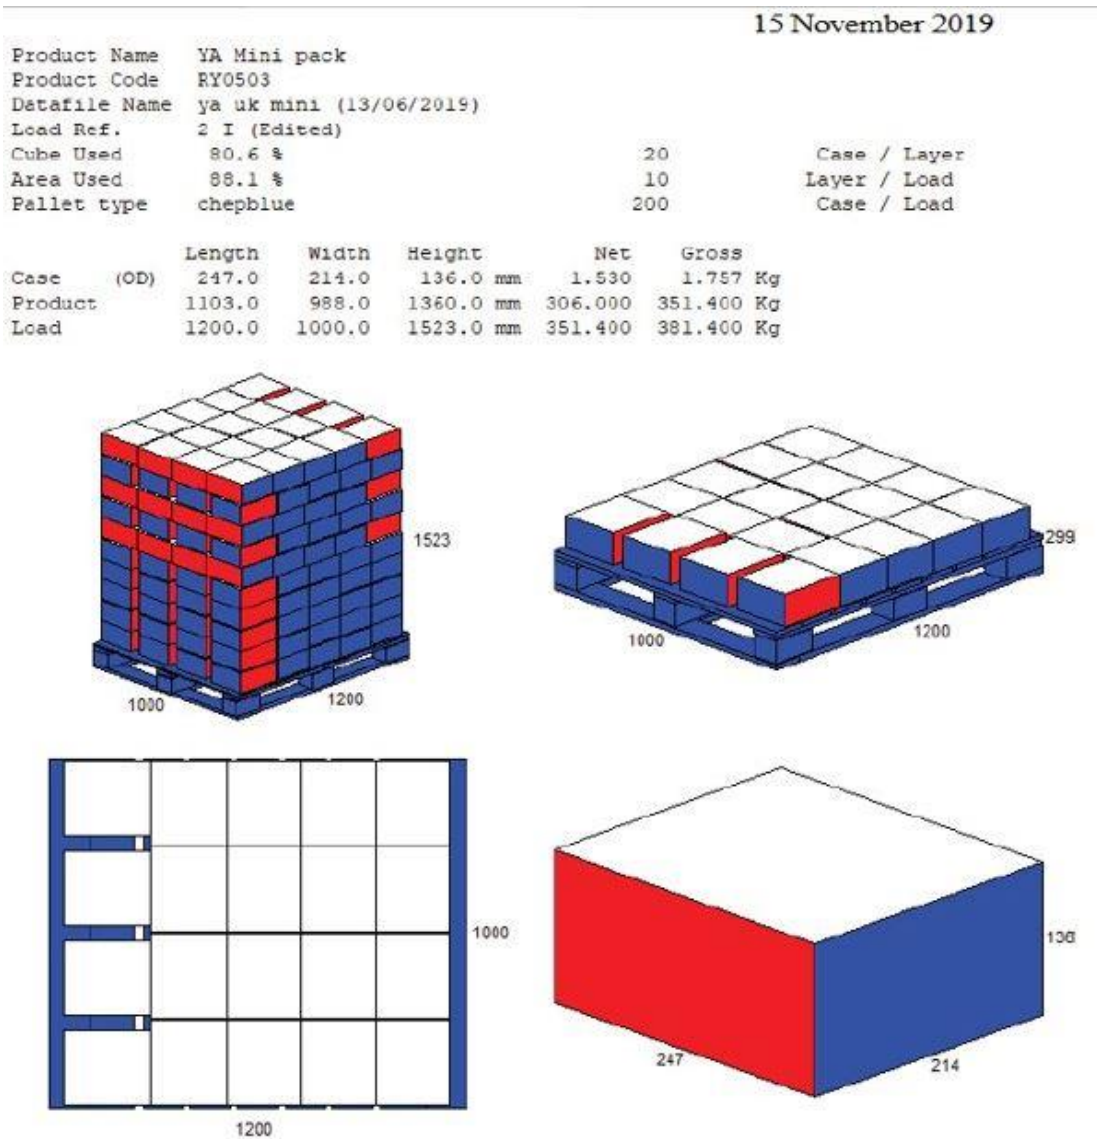 15 November 2019
Product Name YA Mini pack
Product Code RY0503
Datafile Name ya uk mini (13/06/2019)
Load Ref. 2 I (Edited)
Cube Used 80.6 % 20 Case / Layer
Area Used 88.1 % 10 Layer / Load
Pallet type chepblue 200 Case / Load
Length Width Height Net Gross
Case (OD) 247.0 214.0 136.0 mm 1.530 1.757 Kg
Product 1103.0 988.0 1360.0 mm 306.000 351.400 Kg
Load 1200.0 1000.0 1523.0 mm 351.400 381.400 Kg
1523
1000
1200
299
1000
1200
1000
1200
136
247
214